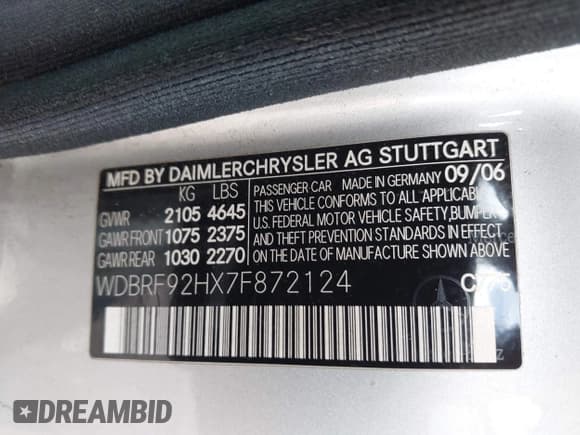 MFD BY DAIMLERCHRYSLER AG STUTTGART
KG LBS
GVWR 2105 4645
GAWR FRONT 1075 2375
GAWR REAR 1030 2270
PASSENGER CAR MADE IN GERMANY 09/06
THIS VEHICLE CONFORMS TO ALL APPLICABLE
U.S. FEDERAL MOTOR VEHICLE SAFETY, BUMPER
AND THEFT PREVENTION STANDARDS IN
EFFECT ON THE
DATE OF MANUFACTURE SHOWN ABOVE.
WDBRF92HX7F872124 C775
DREAMBID